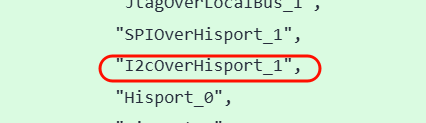 "JtagOverLocalBus_1",
"SPIOverHisport_1",
"I2cOverHisport_1",
"Hisport_0",